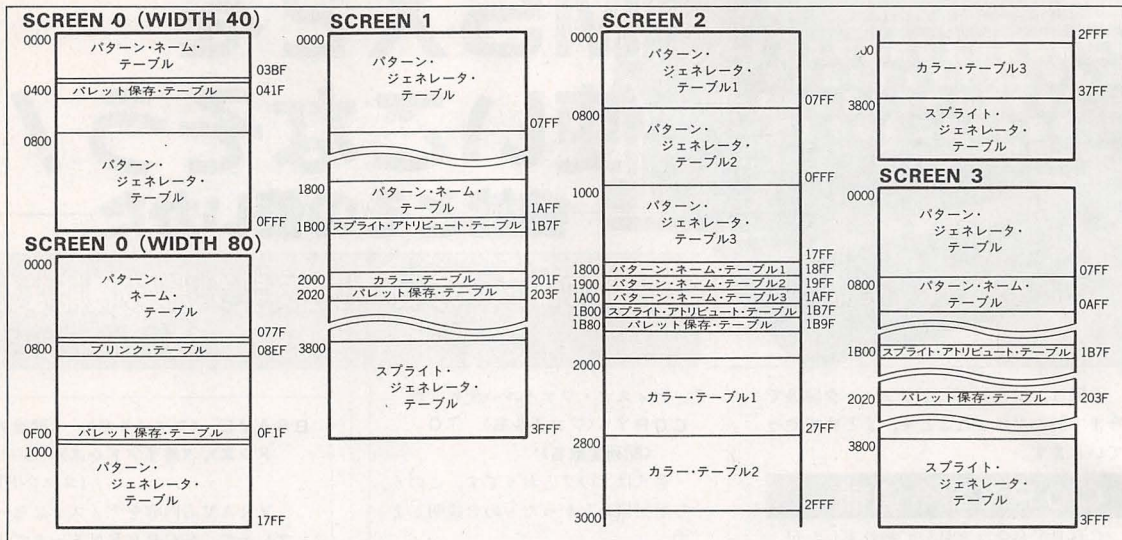 SCREEN 0 (WIDTH 40)
0000
パターン・ネーム・
テーブル
03BF
0400
パレット保存・テーブル
041F
0800
パターン・
ジェネレータ・
テーブル
0FFF
SCREEN 0 (WIDTH 80)
0000
パターン・
ネーム・
テーブル
077F
0800
ブリンク・テーブル
08EF
0F00
パレット保存・テーブル
0F1F
1000
パターン・
ジェネレータ・
テーブル
17FF
SCREEN 1
0000
パターン・
ジェネレータ・
テーブル
07FF
1800
パターン・ネーム・
テーブル
1AFF
1B00
スプライト・アトリビュート・テーブル
1B7F
2000
カラー・テーブル
201F
2020
パレット保存・テーブル
203F
3800
スプライト・
ジェネレータ・
テーブル
3FFF
SCREEN 2
0000
パターン・
ジェネレータ・
テーブル1
07FF
0800
パターン・
ジェネレータ・
テーブル2
0FFF
1000
パターン・
ジェネレータ・
テーブル3
17FF
1800
パターン・ネーム・テーブル1
18FF
1900
パターン・ネーム・テーブル2
19FF
1A00
パターン・ネーム・テーブル3
1AFF
1B00
スプライト・アトリビュート・テーブル
1B7F
1B80
パレット保存・テーブル
1B9F
2000
カラー・テーブル1
27FF
2800
カラー・テーブル2
2FFF
3000
2FFF
カラー・テーブル3
37FF
3800
スプライト・
ジェネレータ・
テーブル
SCREEN 3
0000
パターン・
ジェネレータ・
テーブル
07FF
0800
パターン・ネーム・
テーブル
0AFF
1B00
スプライト・アトリビュート・テーブル
1B7F
2020
パレット保存・テーブル
203F
3800
スプライト・
ジェネレータ・
テーブル
3FFF